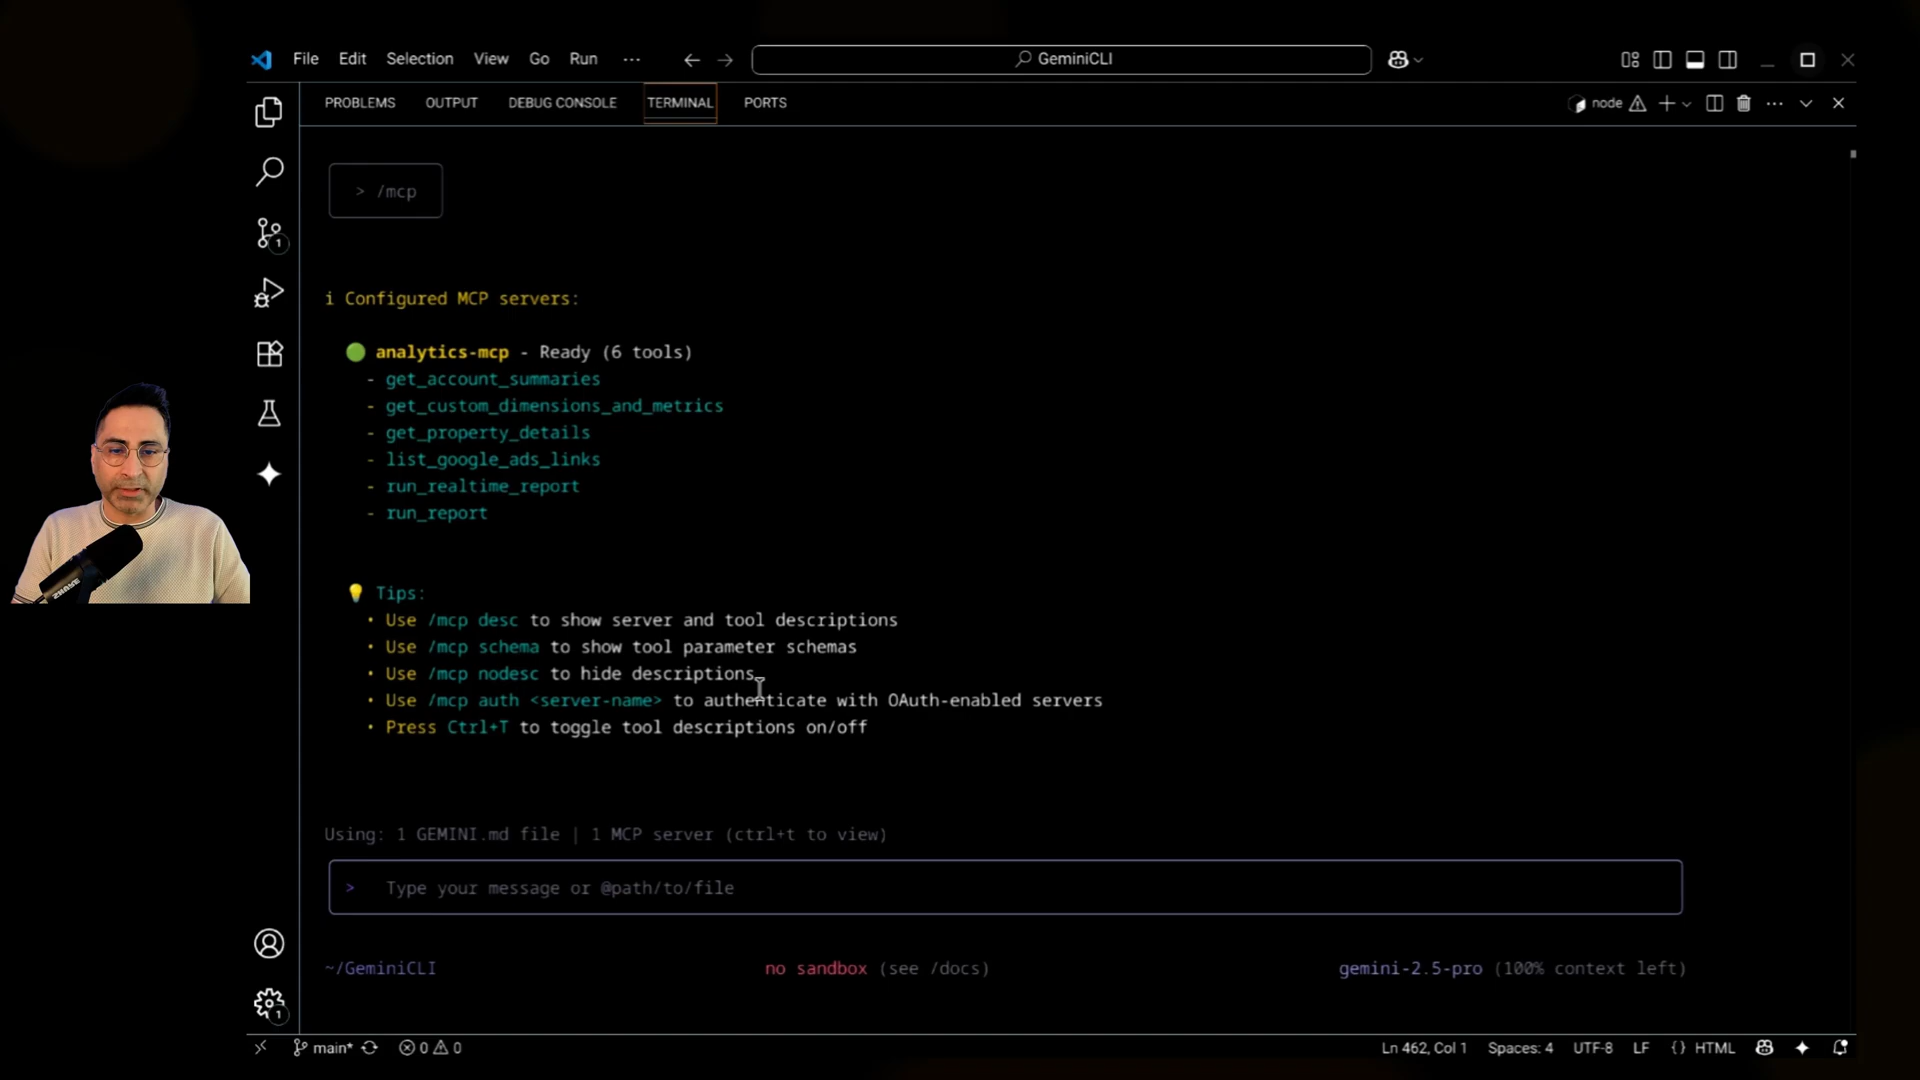 File Edit Selection View Go Run ··· GeminiCLI
PROBLEMS OUTPUT DEBUG CONSOLE TERMINAL PORTS node
> /mcp
1
i Configured MCP servers:
analytics-mcp - Ready (6 tools)
- get_account_summaries
- get_custom_dimensions_and_metrics
- get_property_details
- list_google_ads_links
- run_realtime_report
- run_report
Tips:
• Use /mcp desc to show server and tool descriptions
• Use /mcp schema to show tool parameter schemas
• Use /mcp nodesc to hide descriptions
• Use /mcp auth <server-name> to authenticate with OAuth-enabled servers
• Press Ctrl+T to toggle tool descriptions on/off
SHURE
Using: 1 GEMINI.md file | 1 MCP server (ctrl+t to view)
> Type your message or @path/to/file
~/GeminiCLI no sandbox (see /docs) gemini-2.5-pro (100% context left)
1
main* 0 0 Ln 462, Col 1 Spaces: 4 UTF-8 LF {} HTML